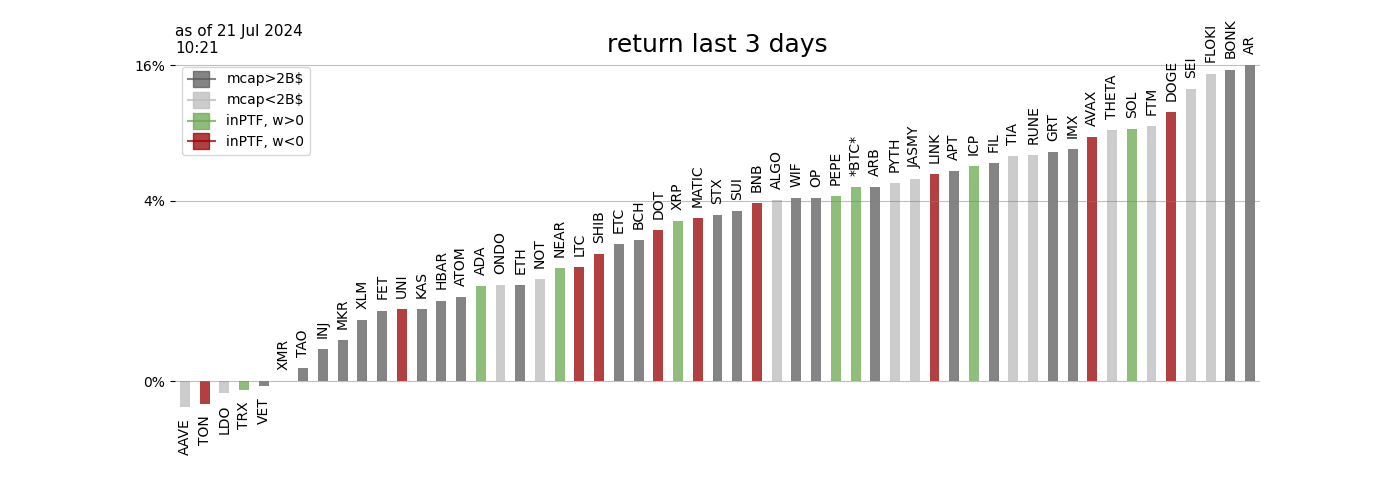 as of 21 Jul 2024
10:21
return last 3 days
16%
4%
0%
mcap>2B$
mcap<2B$
inPTF, w>0
inPTF, w<0
AAVE
TON
LDO
TRX
VET
XMR
TAO
INJ
MKR
XLM
FET
UNI
KAS
HBAR
ATOM
ADA
ONDO
ETH
NOT
NEAR
LTC
SHIB
ETC
BCH
DOT
XRP
MATIC
STX
SUI
BNB
ALGO
WIF
OP
PEPE
*BTC*
ARB
PYTH
JASMY
LINK
APT
ICP
FIL
TIA
RUNE
GRT
IMX
AVAX
THETA
SOL
FTM
DOGE
SEI
FLOKI
BONK
AR